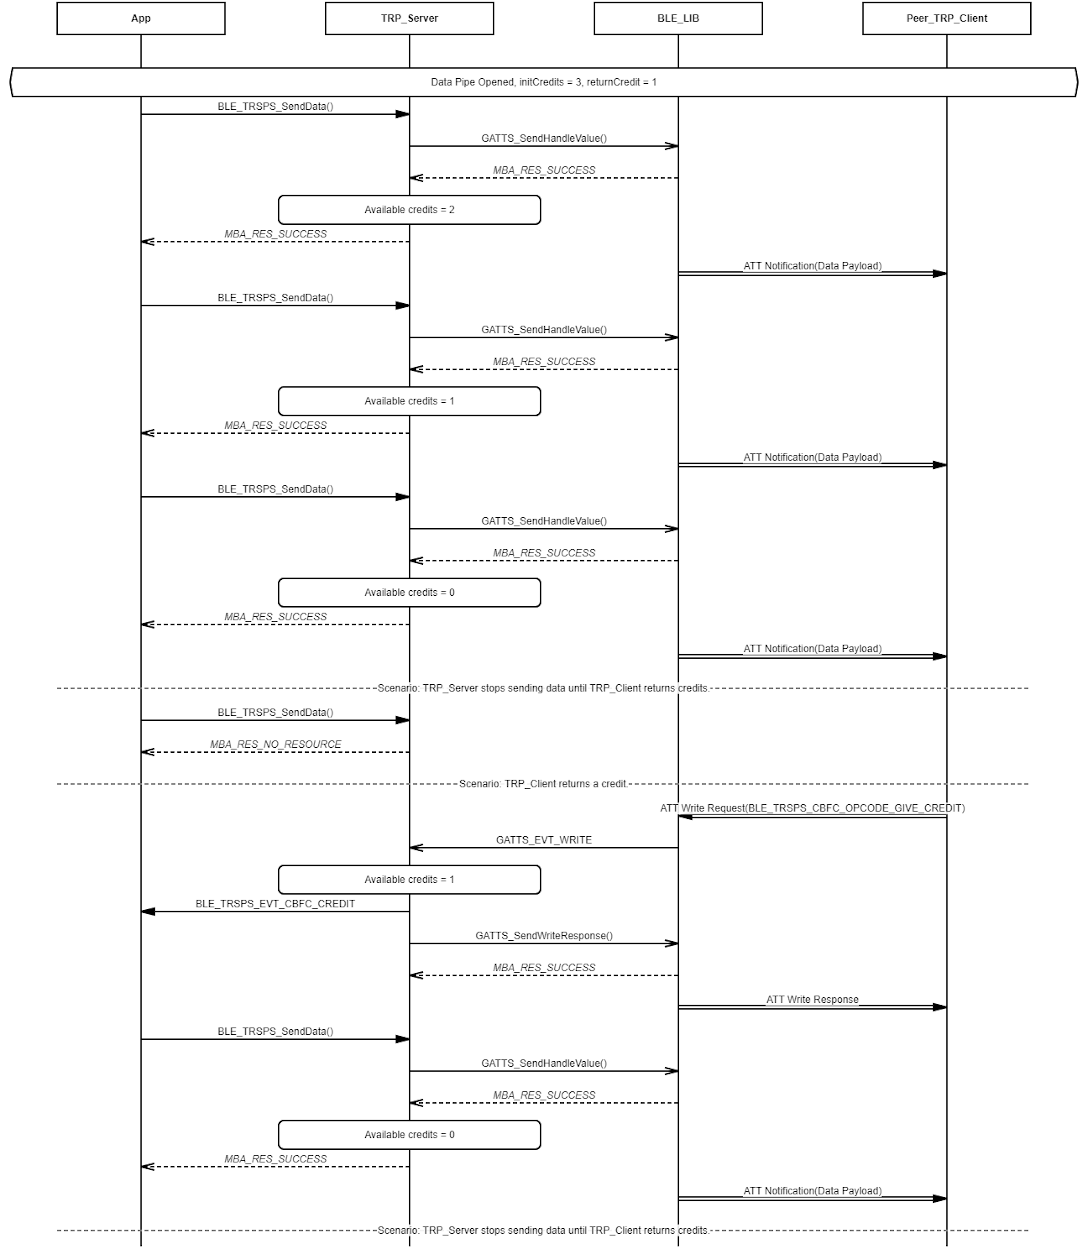 App
TRP_Server
BLE_LIB
Peer_TRP_Client
Data Pipe Opened, initCredits = 3, returnCredit = 1
BLE_TRSPS_SendData()
GATTS_SendHandleValue()
MBA_RES_SUCCESS
Available credits = 2
MBA_RES_SUCCESS
ATT Notification(Data Payload)
BLE_TRSPS_SendData()
GATTS_SendHandleValue()
MBA_RES_SUCCESS
Available credits = 1
MBA_RES_SUCCESS
ATT Notification(Data Payload)
BLE_TRSPS_SendData()
GATTS_SendHandleValue()
MBA_RES_SUCCESS
Available credits = 0
MBA_RES_SUCCESS
ATT Notification(Data Payload)
Scenario: TRP_Server stops sending data until TRP_Client returns credits.
BLE_TRSPS_SendData()
MBA_RES_NO_RESOURCE
Scenario: TRP_Client returns a credit.
ATT Write Request(BLE_TRSPS_CBFC_OPCODE_GIVE_CREDIT)
GATTS_EVT_WRITE
Available credits = 1
BLE_TRSPS_EVT_CBFC_CREDIT
GATTS_SendWriteResponse()
MBA_RES_SUCCESS
ATT Write Response
BLE_TRSPS_SendData()
GATTS_SendHandleValue()
MBA_RES_SUCCESS
Available credits = 0
MBA_RES_SUCCESS
ATT Notification(Data Payload)
Scenario: TRP_Server stops sending data until TRP_Client returns credits.